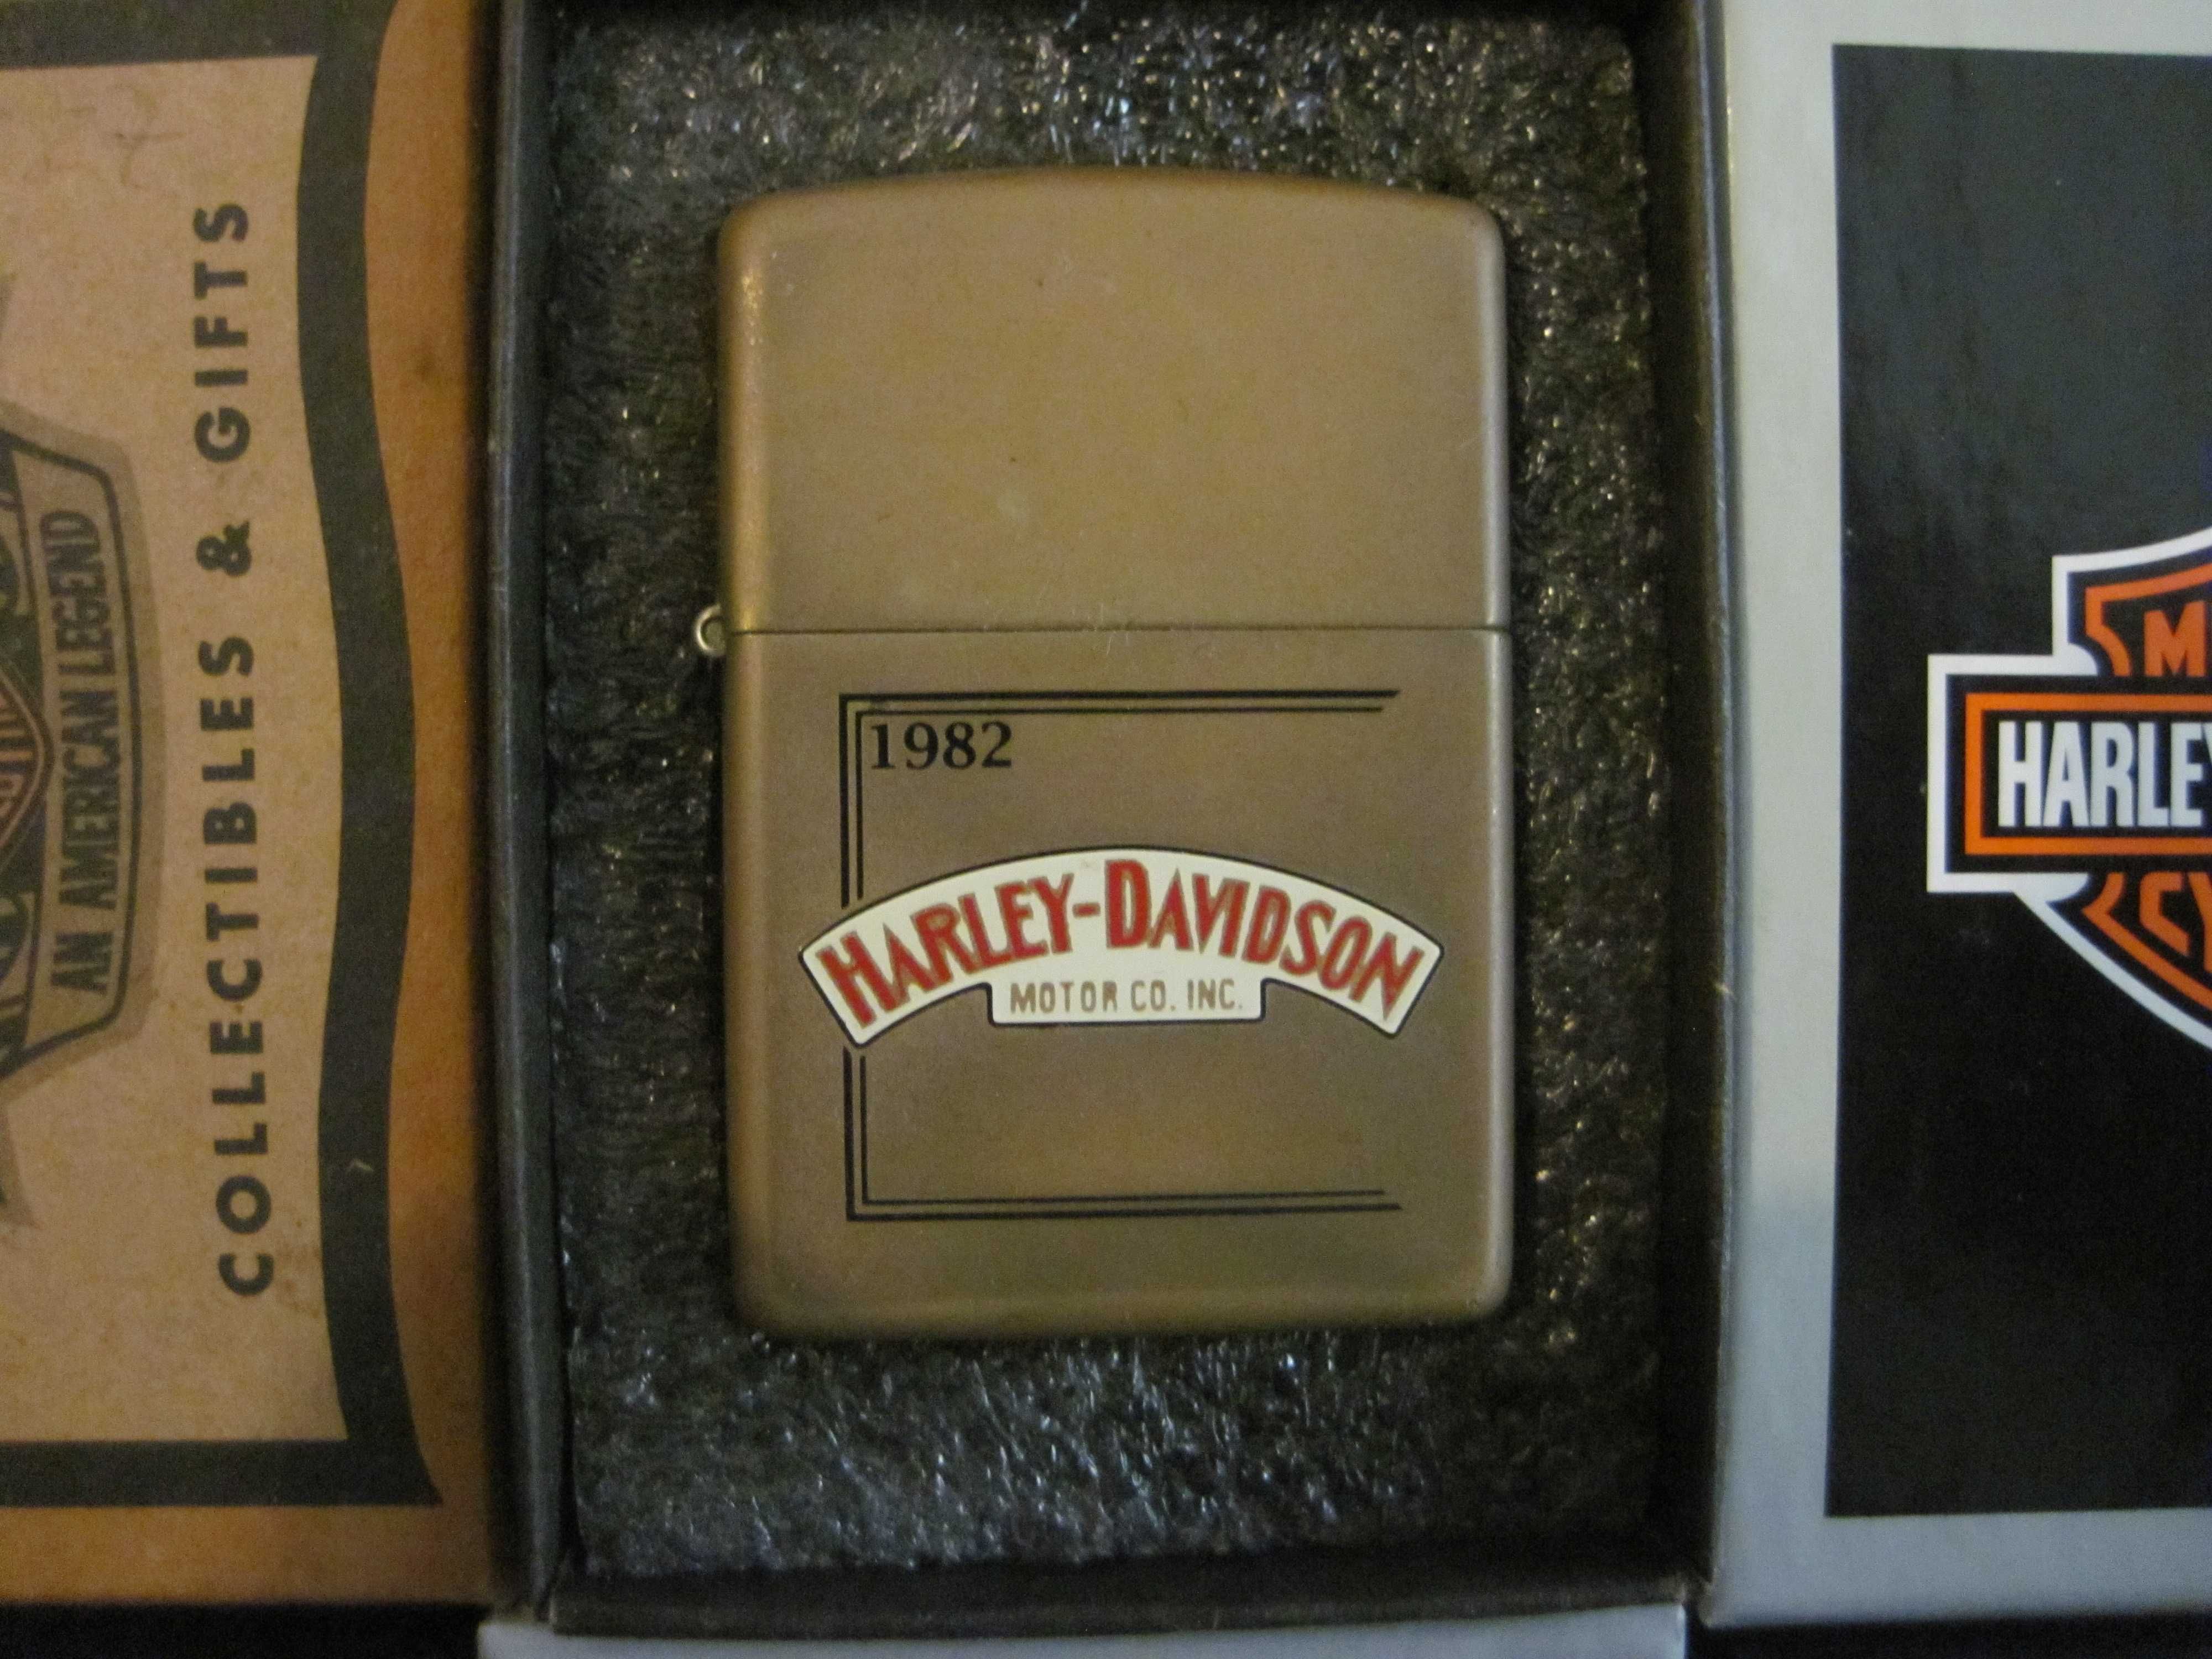 AN AMERICAN LEGEND
COLLECTIBLES & GIFTS
1982
HARLEY-DAVIDSON
MOTOR CO. INC.
HARLEY